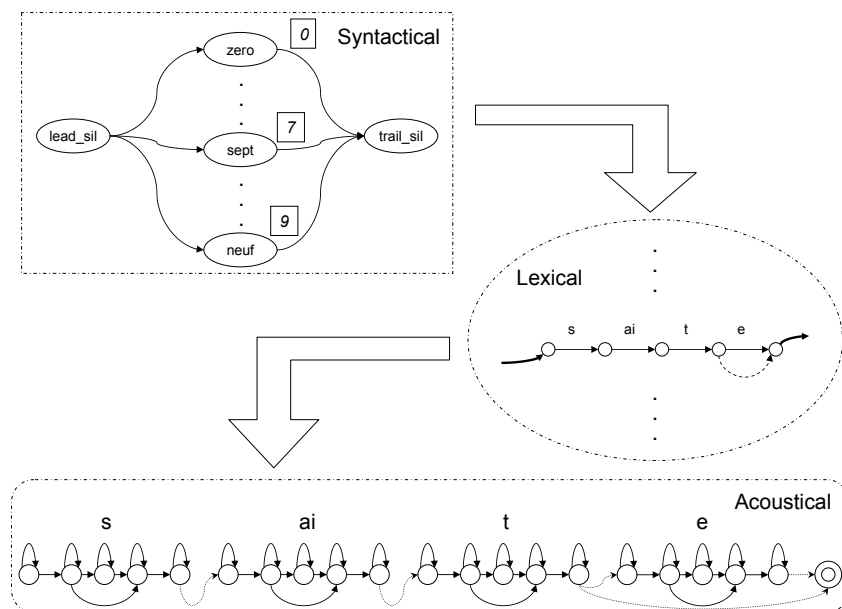 Syntactical
0
zero
7
lead_sil
sept
trail_sil
9
neuf
Lexical
s ai t e
Acoustical
s ai t e